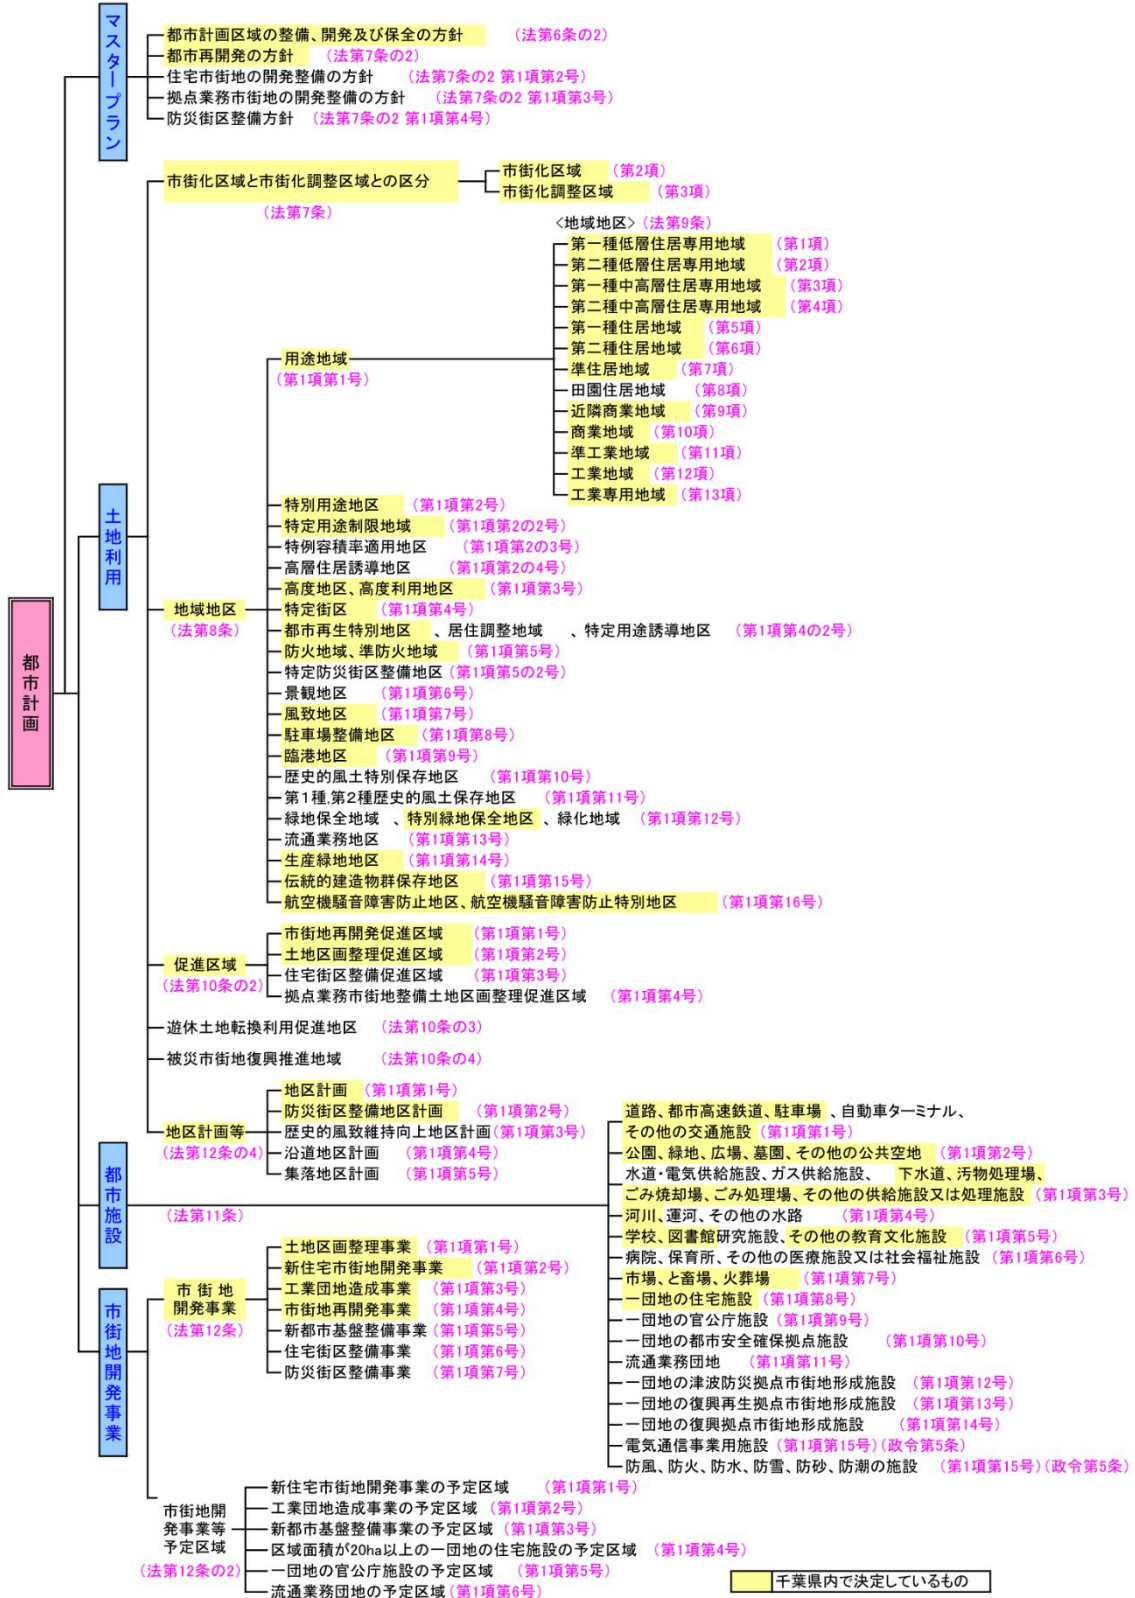 都市計画
マスタープラン
都市計画区域の整備、開発及び保全の方針 (法第6条の2)
都市再開発の方針 (法第7条の2)
住宅市街地の開発整備の方針 (法第7条の2 第1項第2号)
拠点業務市街地の開発整備の方針 (法第7条の2 第1項第3号)
防災街区整備方針 (法第7条の2 第1項第4号)
土地利用
市街化区域と市街化調整区域との区分
(法第7条)
市街化区域 (第2項)
市街化調整区域 (第3項)
地域地区
(法第8条)
用途地域
(第1項第1号)
<地域地区> (法第9条)
第一種低層住居専用地域 (第1項)
第二種低層住居専用地域 (第2項)
第一種中高層住居専用地域 (第3項)
第二種中高層住居専用地域 (第4項)
第一種住居地域 (第5項)
第二種住居地域 (第6項)
準住居地域 (第7項)
田園住居地域 (第8項)
近隣商業地域 (第9項)
商業地域 (第10項)
準工業地域 (第11項)
工業地域 (第12項)
工業専用地域 (第13項)
特別用途地区 (第1項第2号)
特定用途制限地域 (第1項第2の2号)
特例容積率適用地区 (第1項第2の3号)
高層住居誘導地区 (第1項第2の4号)
高度地区、高度利用地区 (第1項第3号)
特定街区 (第1項第4号)
都市再生特別地区 、居住調整地域 、特定用途誘導地区 (第1項第4の2号)
防火地域、準防火地域 (第1項第5号)
特定防災街区整備地区 (第1項第5の2号)
景観地区 (第1項第6号)
風致地区 (第1項第7号)
駐車場整備地区 (第1項第8号)
臨港地区 (第1項第9号)
歴史的風土特別保存地区 (第1項第10号)
第1種.第2種歴史的風土保存地区 (第1項第11号)
緑地保全地域 、特別緑地保全地区 、緑化地域 (第1項第12号)
流通業務地区 (第1項第13号)
生産緑地地区 (第1項第14号)
伝統的建造物群保存地区 (第1項第15号)
航空機騒音障害防止地区、航空機騒音障害防止特別地区 (第1項第16号)
促進区域
(法第10条の2)
市街地再開発促進区域 (第1項第1号)
土地区画整理促進区域 (第1項第2号)
住宅街区整備促進区域 (第1項第3号)
拠点業務市街地整備土地区画整理促進区域 (第1項第4号)
遊休土地転換利用促進地区 (法第10条の3)
被災市街地復興推進地域 (法第10条の4)
地区計画等
(法第12条の4)
地区計画 (第1項第1号)
防災街区整備地区計画 (第1項第2号)
歴史的風致維持向上地区計画 (第1項第3号)
沿道地区計画 (第1項第4号)
集落地区計画 (第1項第5号)
都市施設
(法第11条)
道路、都市高速鉄道、駐車場 、自動車ターミナル、
その他の交通施設 (第1項第1号)
公園、緑地、広場、墓園、その他の公共空地 (第1項第2号)
水道・電気供給施設、ガス供給施設、 下水道、汚物処理場、
ごみ焼却場、ごみ処理場、その他の供給施設又は処理施設 (第1項第3号)
河川、運河、その他の水路 (第1項第4号)
学校、図書館研究施設、その他の教育文化施設 (第1項第5号)
病院、保育所、その他の医療施設又は社会福祉施設 (第1項第6号)
市場、と畜場、火葬場 (第1項第7号)
一団地の住宅施設 (第1項第8号)
一団地の官公庁施設 (第1項第9号)
一団地の都市安全確保拠点施設 (第1項第10号)
流通業務団地 (第1項第11号)
一団地の津波防災拠点市街地形成施設 (第1項第12号)
一団地の復興再生拠点市街地形成施設 (第1項第13号)
一団地の復興拠点市街地形成施設 (第1項第14号)
電気通信事業用施設 (第1項第15号)(政令第5条)
防風、防火、防水、防雪、防砂、防潮の施設 (第1項第15号)(政令第5条)
市街地開発事業
市街地
開発事業
(法第12条)
土地区画整理事業 (第1項第1号)
新住宅市街地開発事業 (第1項第2号)
工業団地造成事業 (第1項第3号)
市街地再開発事業 (第1項第4号)
新都市基盤整備事業 (第1項第5号)
住宅街区整備事業 (第1項第6号)
防災街区整備事業 (第1項第7号)
市街地開
発事業等
予定区域
(法第12条の2)
新住宅市街地開発事業の予定区域 (第1項第1号)
工業団地造成事業の予定区域 (第1項第2号)
新都市基盤整備事業の予定区域 (第1項第3号)
区域面積が20ha以上の一団地の住宅施設の予定区域 (第1項第4号)
一団地の官公庁施設の予定区域 (第1項第5号)
流通業務団地の予定区域 (第1項第6号)
千葉県内で決定しているもの